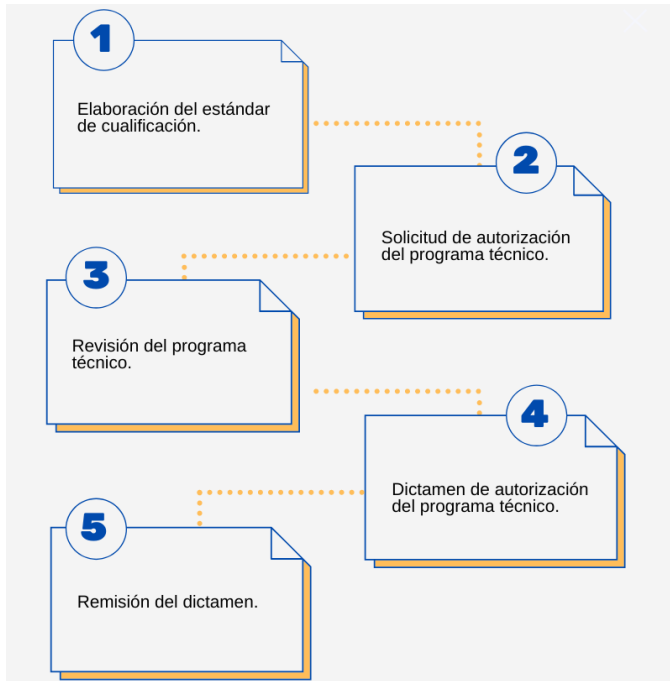 1
Elaboración del estándar
de cualificación.
2
Solicitud de autorización
del programa técnico.
3
Revisión del programa
técnico.
4
Dictamen de autorización
del programa técnico.
5
Remisión del dictamen.